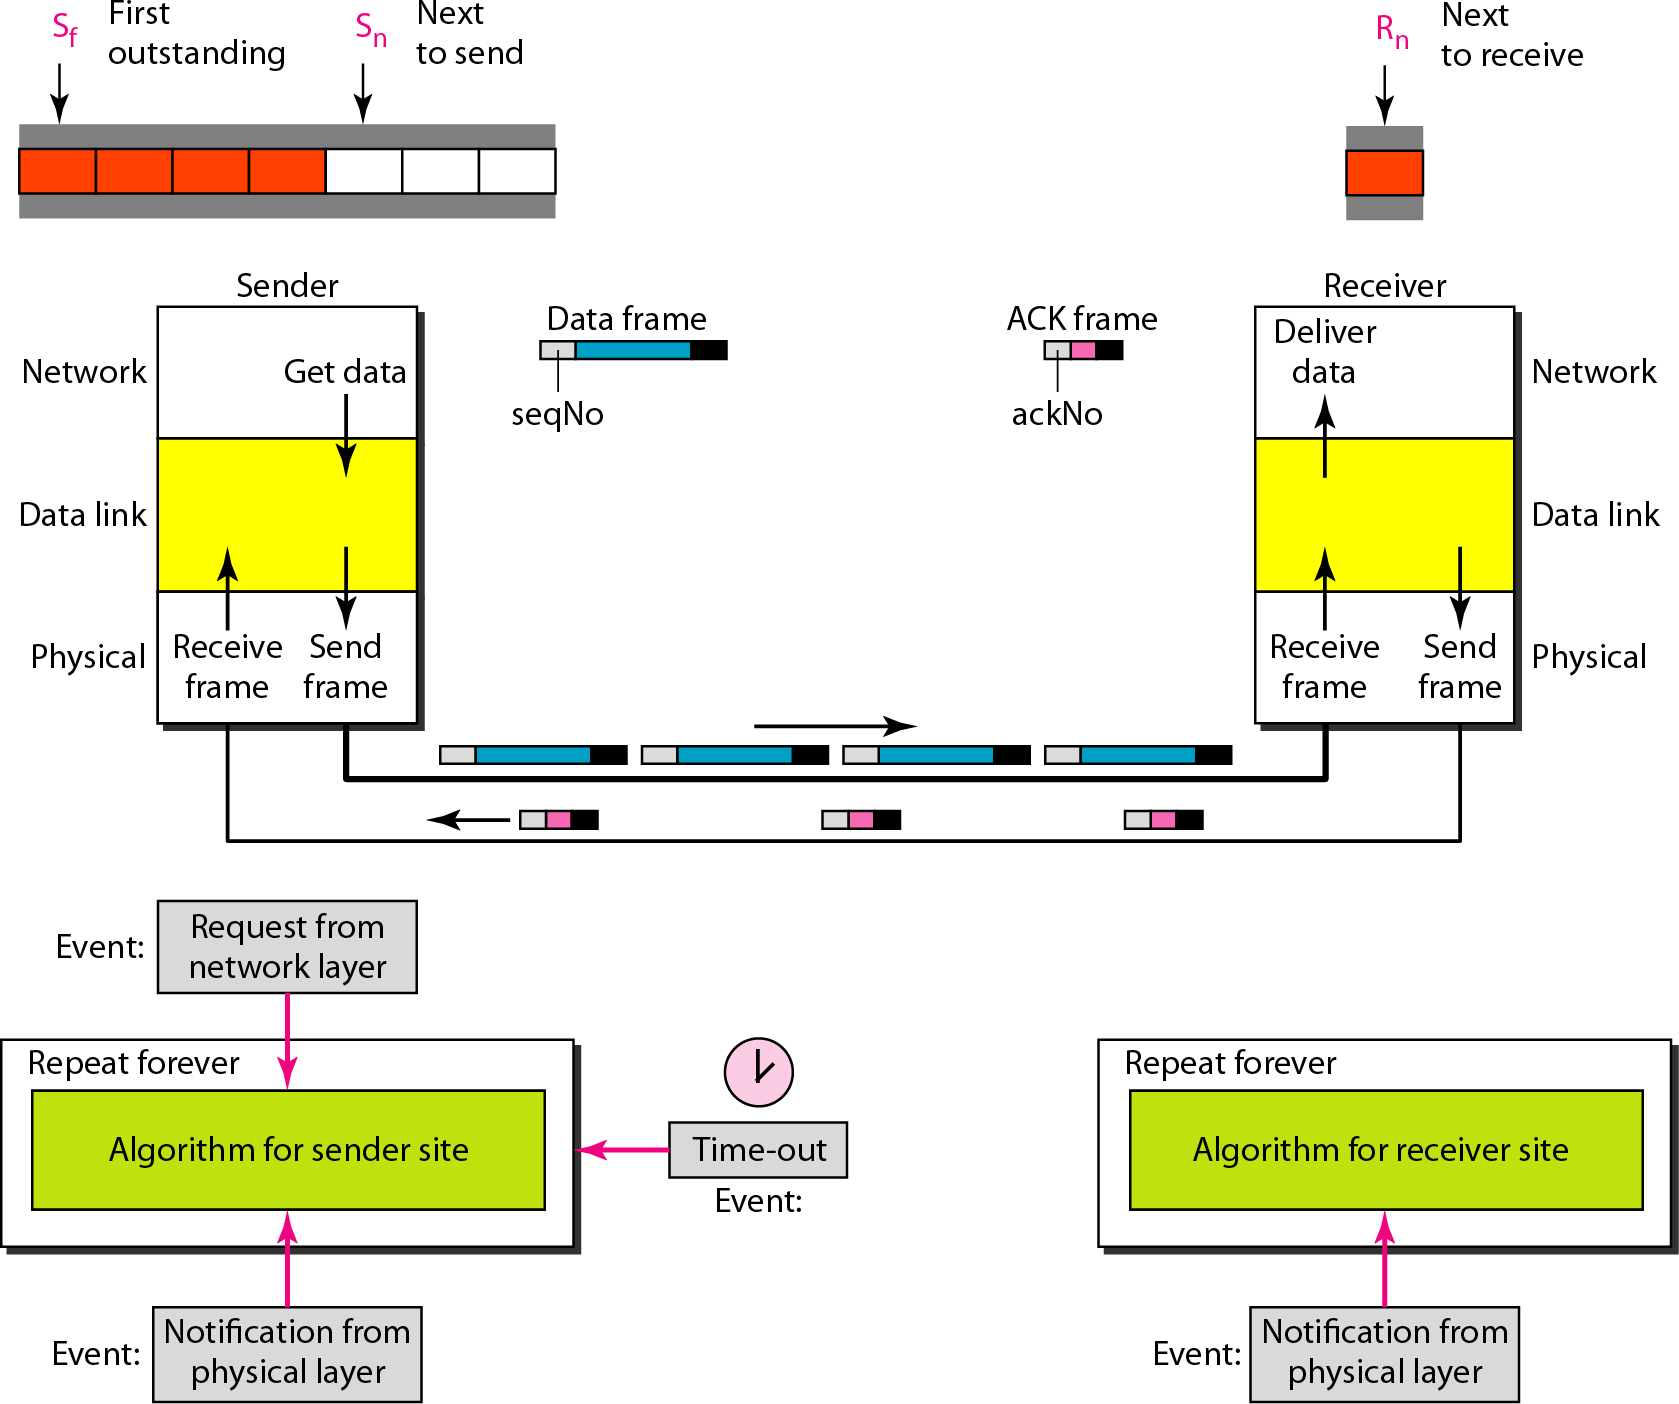 Sf First
outstanding
Sn Next
to send
Rn Next
to receive
Sender
Receiver
Data frame
ACK frame
seqNo
ackNo
Network
Get data
Deliver
data
Network
Data link
Data link
Physical
Receive
frame
Send
frame
Receive
frame
Send
frame
Physical
Event:
Request from
network layer
Repeat forever
Algorithm for sender site
Time-out
Event:
Repeat forever
Algorithm for receiver site
Event:
Notification from
physical layer
Event:
Notification from
physical layer